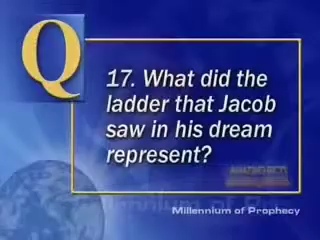 Q
17. What did the
ladder that Jacob
saw in his dream
represent?
Millennium of Prophecy